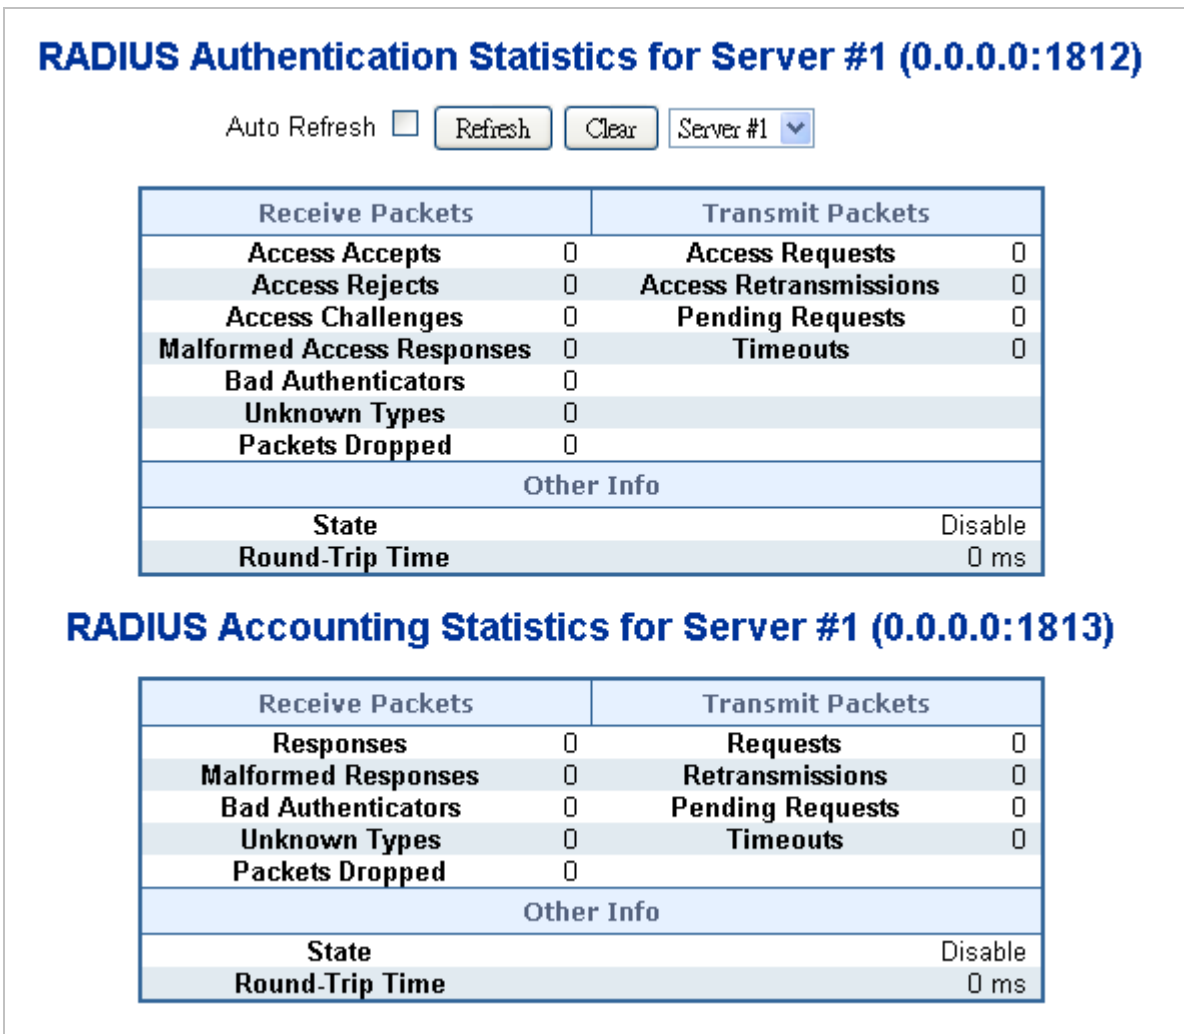 RADIUS Authentication Statistics for Server #1 (0.0.0.0:1812)
Auto Refresh Refresh Clear Server #1
Receive Packets Transmit Packets
Access Accepts 0 Access Requests 0
Access Rejects 0 Access Retransmissions 0
Access Challenges 0 Pending Requests 0
Malformed Access Responses 0 Timeouts 0
Bad Authenticators 0
Unknown Types 0
Packets Dropped 0
Other Info
State Disable
Round-Trip Time 0 ms
RADIUS Accounting Statistics for Server #1 (0.0.0.0:1813)
Receive Packets Transmit Packets
Responses 0 Requests 0
Malformed Responses 0 Retransmissions 0
Bad Authenticators 0 Pending Requests 0
Unknown Types 0 Timeouts 0
Packets Dropped 0
Other Info
State Disable
Round-Trip Time 0 ms